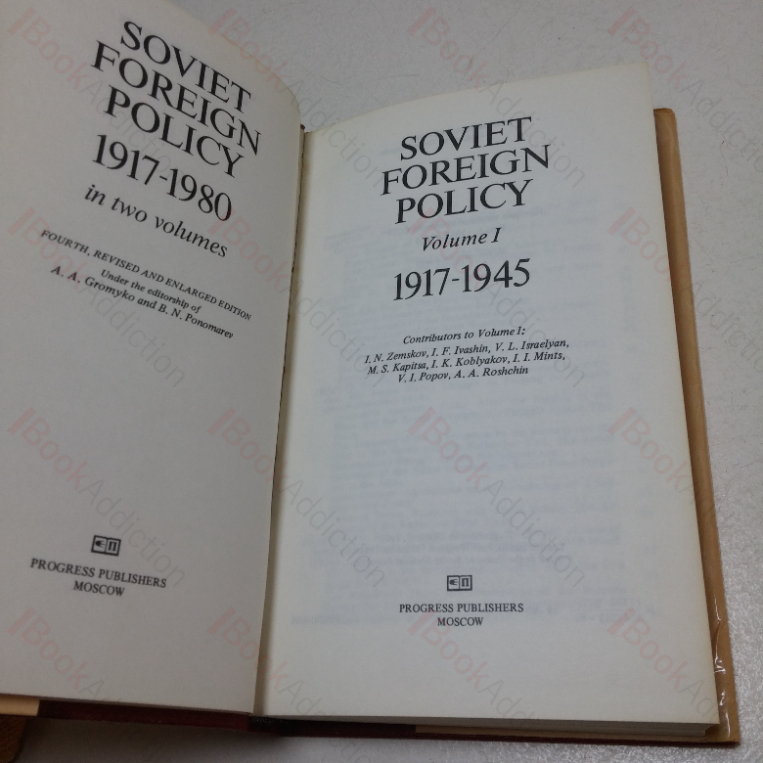 SOVIET
FOREIGN
POLICY
1917-1980
in two volumes
FOURTH, REVISED AND ENLARGED EDITION
Under the editorship of
A. A. Gromyko and B. N. Ponomarev
PROGRESS PUBLISHERS
MOSCOW
SOVIET
FOREIGN
POLICY
Volume I
1917-1945
Contributors to Volume I:
I. N. Zemskov, I. F. Ivashin, V. L. Israelyan,
M. S. Kapitsa, I. K. Koblyakov, I. I. Mints,
V. I. Popov, A. A. Roshchin
PROGRESS PUBLISHERS
MOSCOW
BookAddiction